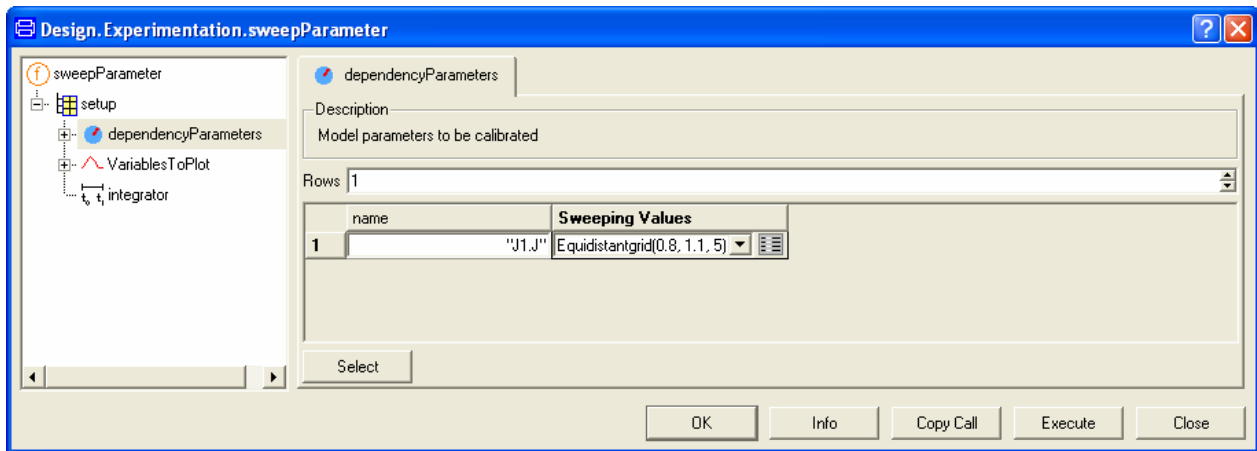 Design.Experimentation.sweepParameter
sweepParameter
setup
dependencyParameters
VariablesToPlot
integrator
dependencyParameters
Description
Model parameters to be calibrated
Rows 1
name Sweeping Values
1 "J1.J" Equidistantgrid(0.8, 1.1, 5)
Select
OK Info Copy Call Execute Close